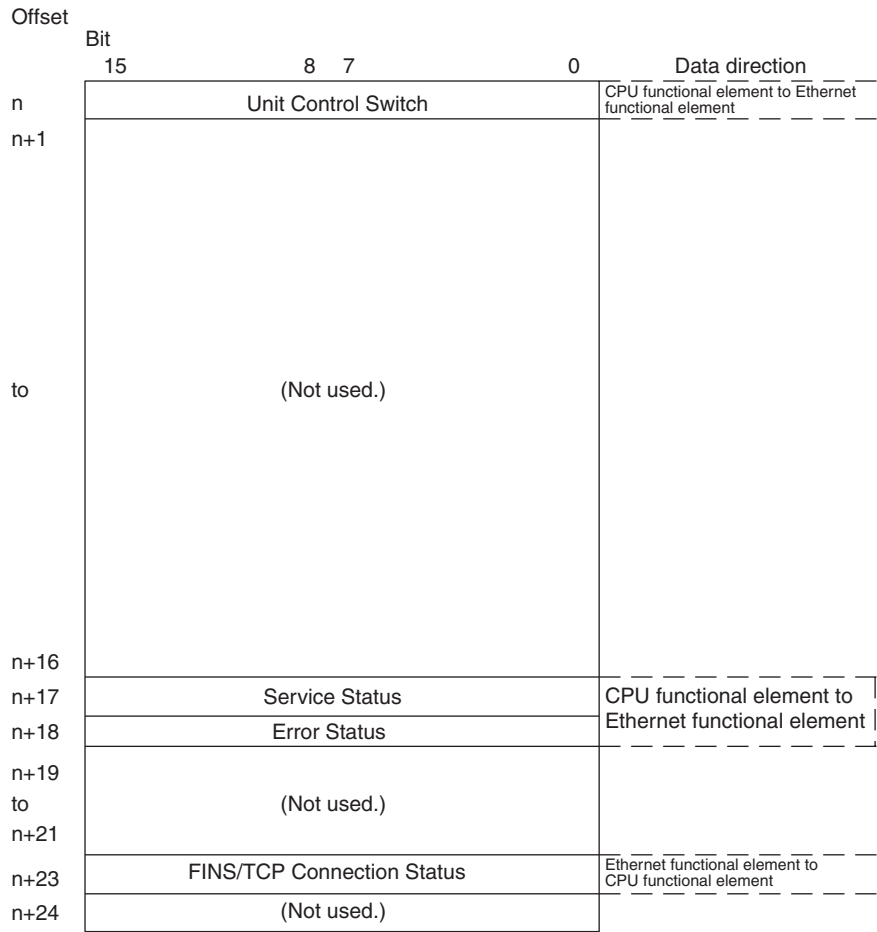 Offset
Bit
15 8 7 0 Data direction
n Unit Control Switch CPU functional element to Ethernet
functional element
n+1
to (Not used.)
n+16
n+17 Service Status CPU functional element to
n+18 Error Status Ethernet functional element
n+19
to (Not used.)
n+21
n+23 FINS/TCP Connection Status Ethernet functional element to
CPU functional element
n+24 (Not used.)